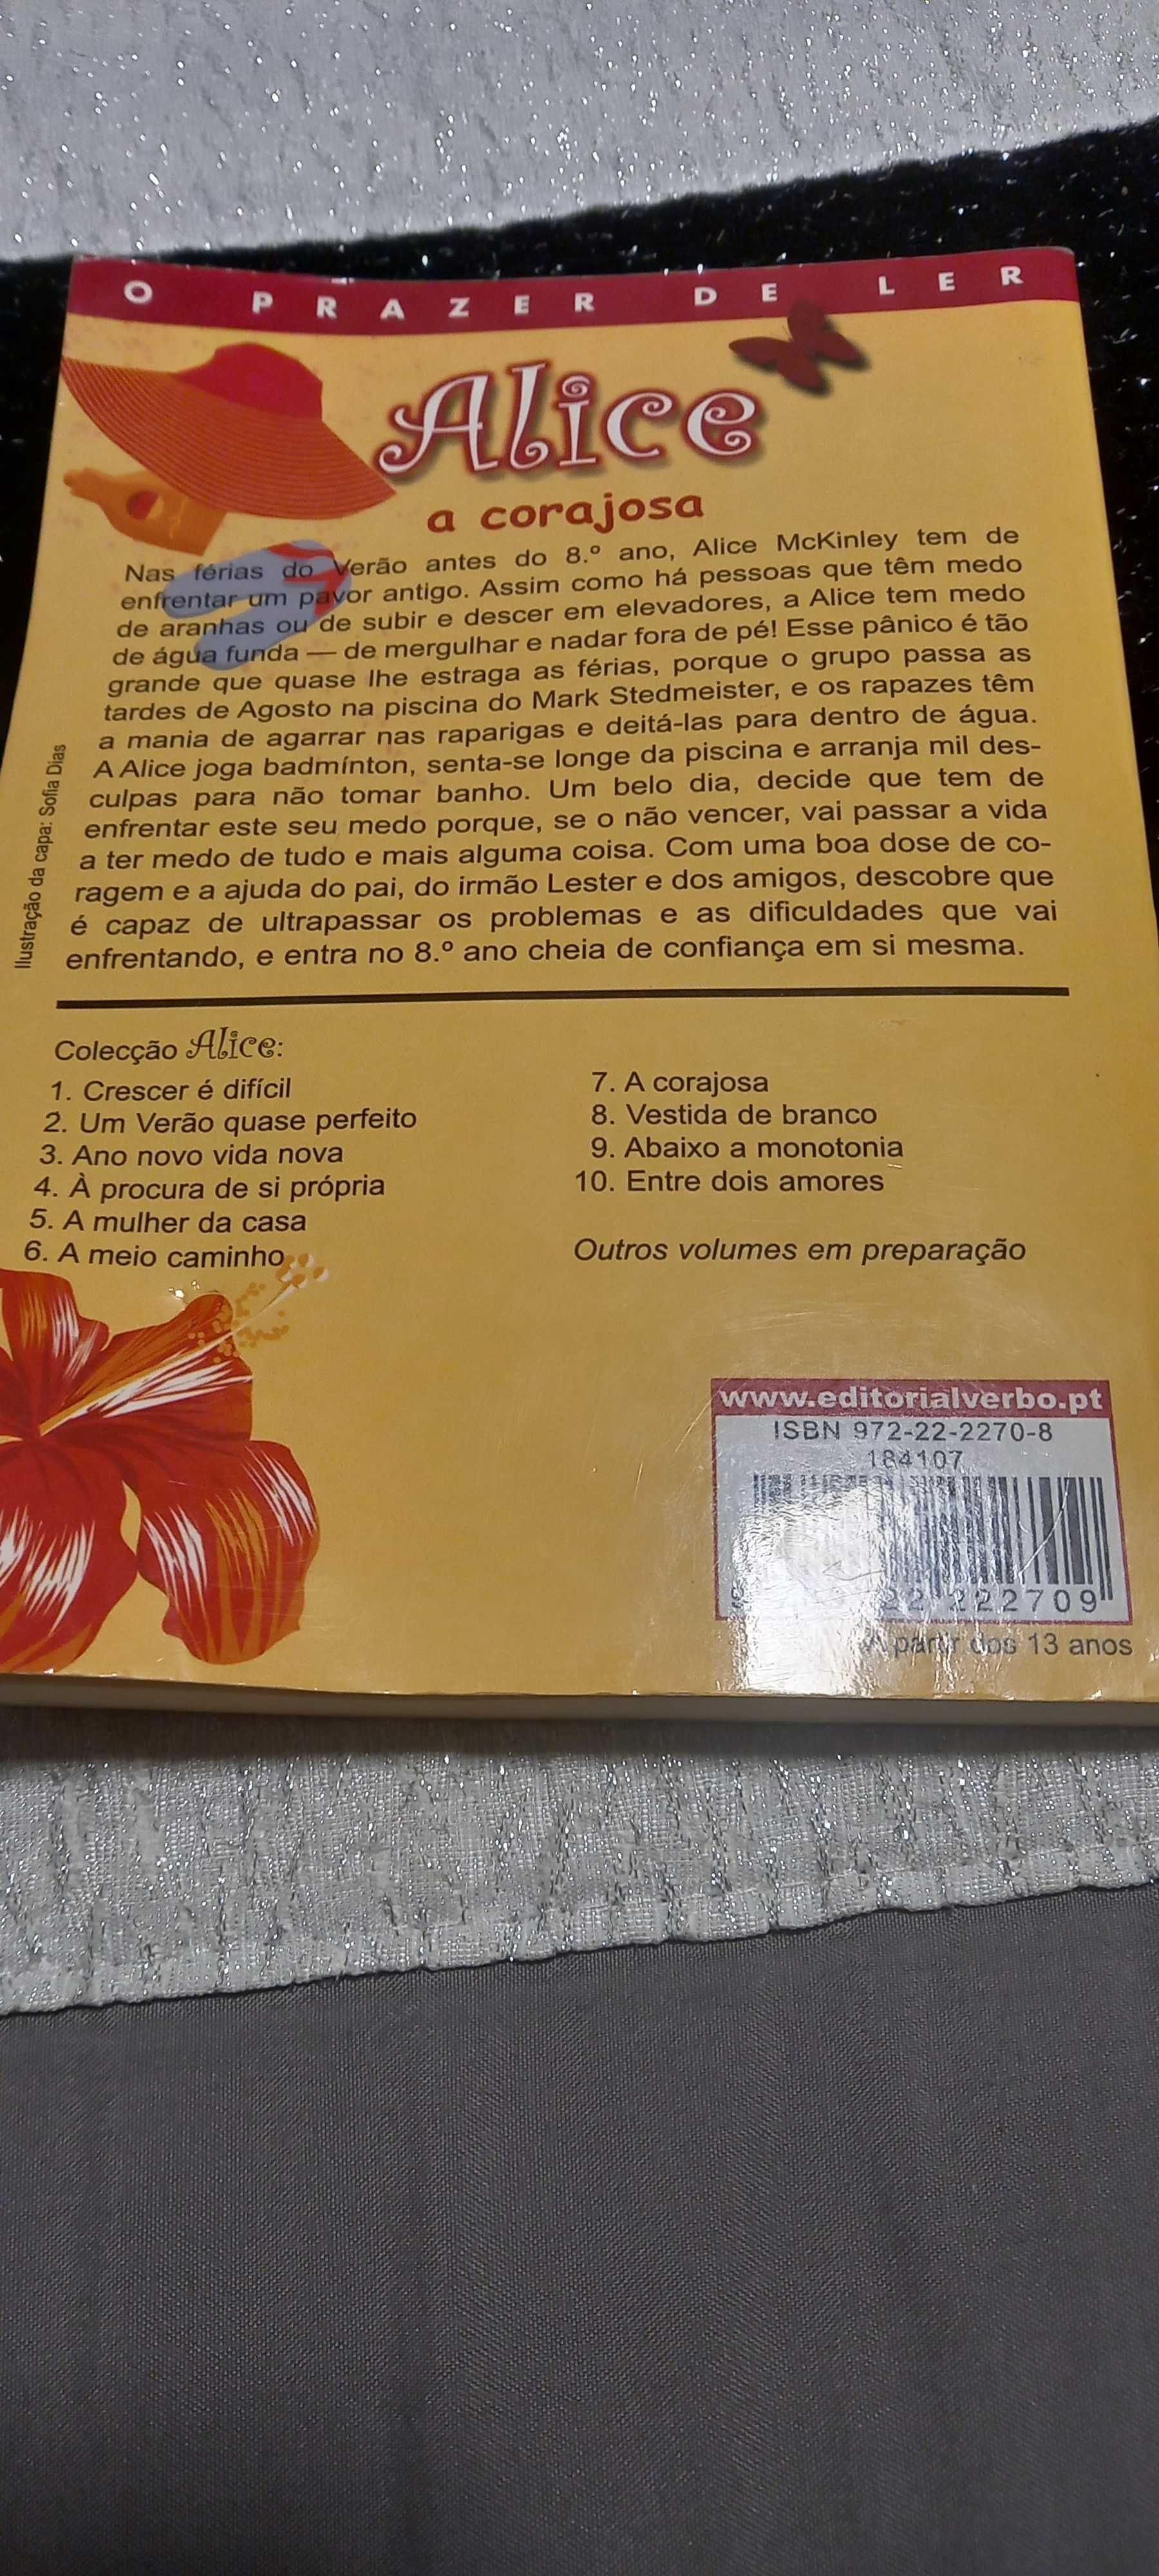 O PRAZER DE LER
Alice
a corajosa
Nas férias do Verão antes do 8.º ano, Alice McKinley tem de
enfrentar um pavor antigo. Assim como há pessoas que têm medo
de aranhas ou de subir e descer em elevadores, a Alice tem medo
de água funda — de mergulhar e nadar fora de pé! Esse pânico é tão
grande que quase lhe estraga as férias, porque o grupo passa as
tardes de Agosto na piscina do Mark Stedmeister, e os rapazes têm
a mania de agarrar nas raparigas e deitá-las para dentro de água.
A Alice joga badmínton, senta-se longe da piscina e arranja mil des-
culpas para não tomar banho. Um belo dia, decide que tem de
enfrentar este seu medo porque, se o não vencer, vai passar a vida
a ter medo de tudo e mais alguma coisa. Com uma boa dose de co-
ragem e a ajuda do pai, do irmão Lester e dos amigos, descobre que
é capaz de ultrapassar os problemas e as dificuldades que vai
enfrentando, e entra no 8.º ano cheia de confiança em si mesma.
Ilustração da capa: Sofia Dias
Colecção Alice:
1. Crescer é difícil
2. Um Verão quase perfeito
3. Ano novo vida nova
4. À procura de si própria
5. A mulher da casa
6. A meio caminho
7. A corajosa
8. Vestida de branco
9. Abaixo a monotonia
10. Entre dois amores
Outros volumes em preparação
www.editorialverbo.pt
ISBN 972-22-2270-8
184107
222709
A partir dos 13 anos